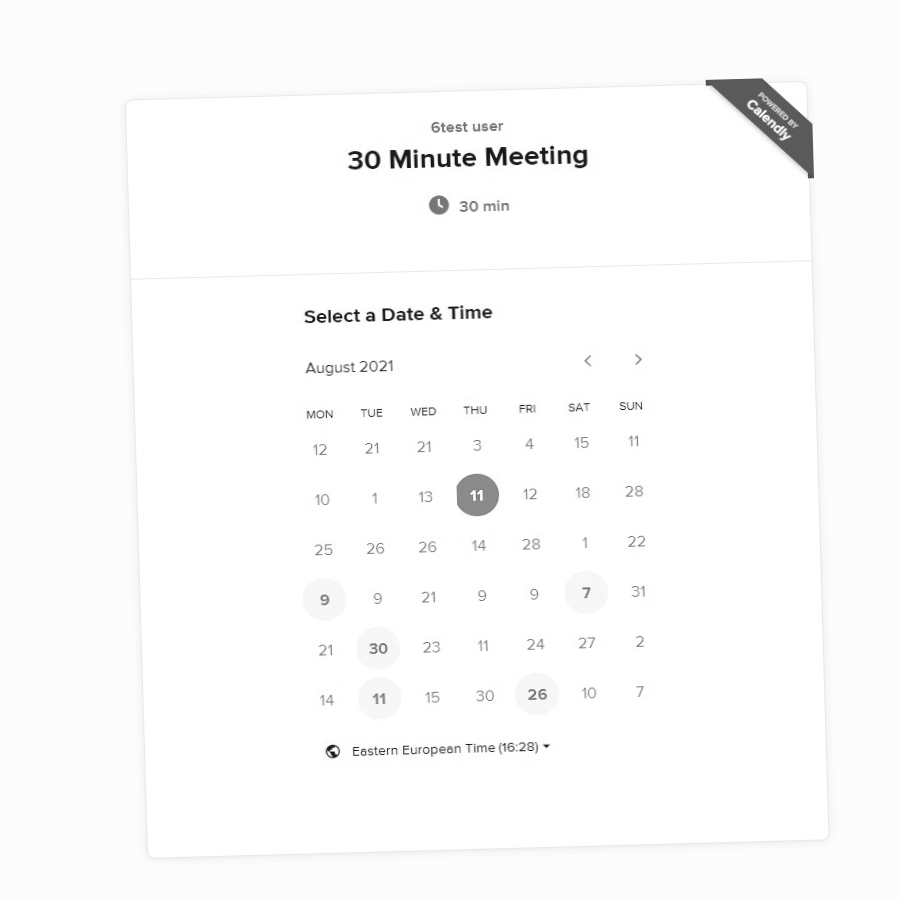 POWERED BY
Calendly
6test user
30 Minute Meeting
30 min
Select a Date & Time
August 2021
MON TUE WED THU FRI SAT SUN
12 21 21 3 4 15 11
10 1 13 11 12 18 28
25 26 26 14 28 1 22
9 9 21 9 9 7 31
21 30 23 11 24 27 2
14 11 15 30 26 10 7
Eastern European Time (16:28)